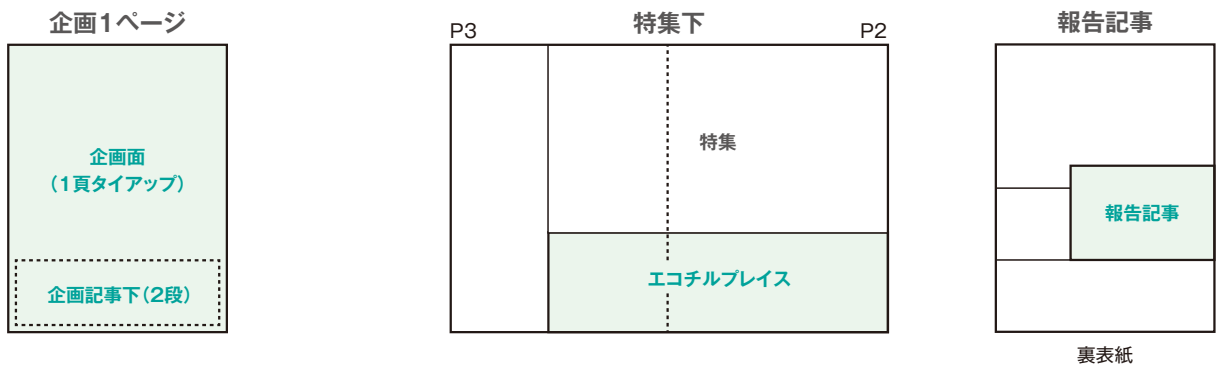 企画1ページ
企画面
(1頁タイアップ)
企画記事下(2段)
特集下
P3
P2
特集
エコチルプレイス
報告記事
報告記事
裏表紙